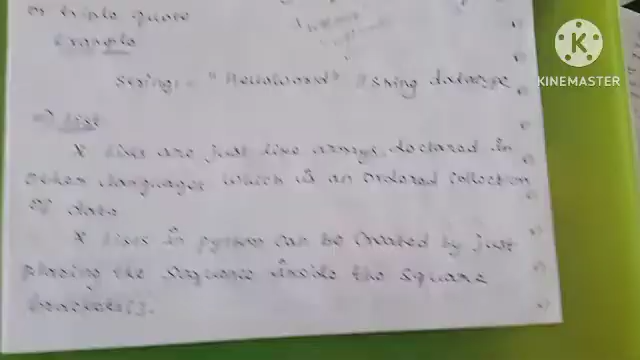 or triple quote
Example
KINEMASTER
String:- "Helloword" // String datatype
=> List
x Lists are just like arrays, declared in
other languages which is an ordered collection
of data
x Lists in python can be created by just
placing the sequence inside the square
brackets [].